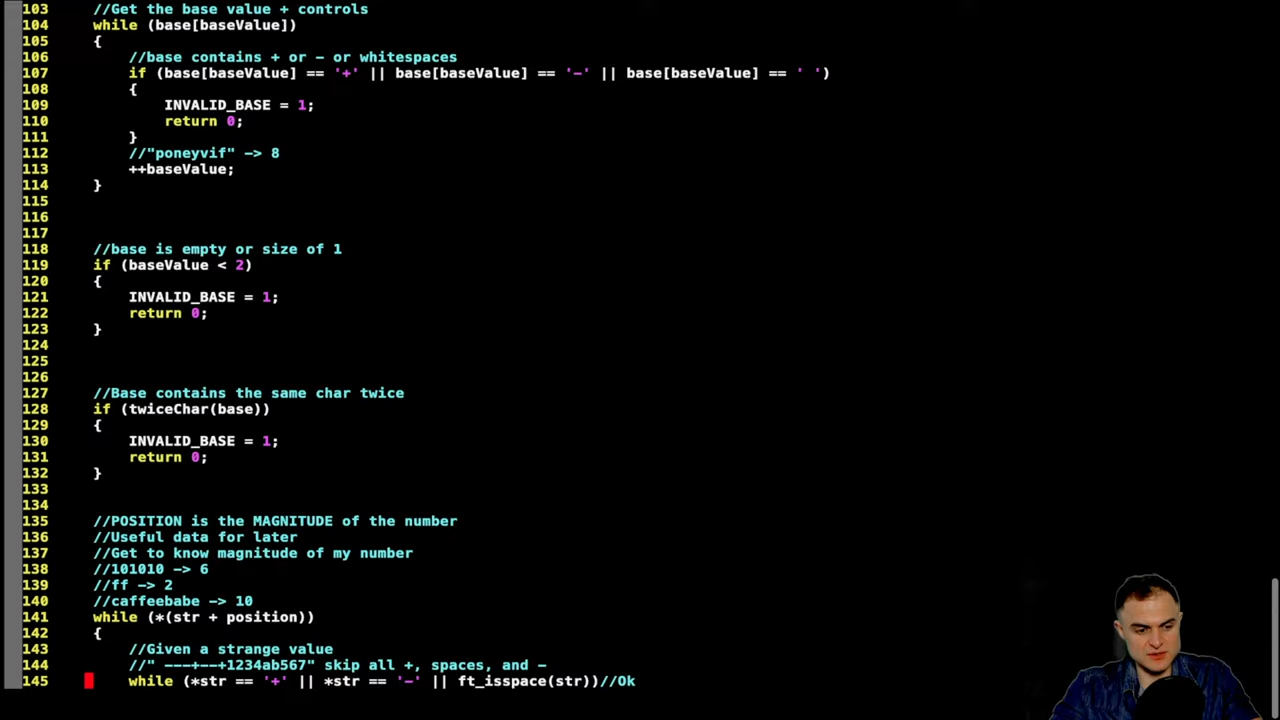 103 //Get the base value + controls
104 while (base[baseValue])
105 {
106 //base contains + or - or whitespaces
107 if (base[baseValue] == '+' || base[baseValue] == '-' || base[baseValue] == ' ')
108 {
109 INVALID_BASE = 1;
110 return 0;
111 }
112 //"poneyvif" -> 8
113 ++baseValue;
114 }
115
116
117
118 //base is empty or size of 1
119 if (baseValue < 2)
120 {
121 INVALID_BASE = 1;
122 return 0;
123 }
124
125
126
127 //Base contains the same char twice
128 if (twiceChar(base))
129 {
130 INVALID_BASE = 1;
131 return 0;
132 }
133
134
135 //POSITION is the MAGNITUDE of the number
136 //Useful data for later
137 //Get to know magnitude of my number
138 //101010 -> 6
139 //ff -> 2
140 //caffeebabe -> 10
141 while (*(str + position))
142 {
143 //Given a strange value
144 //" ---+--+1234ab567" skip all +, spaces, and -
145 while (*str == '+' || *str == '-' || ft_isspace(str))//Ok